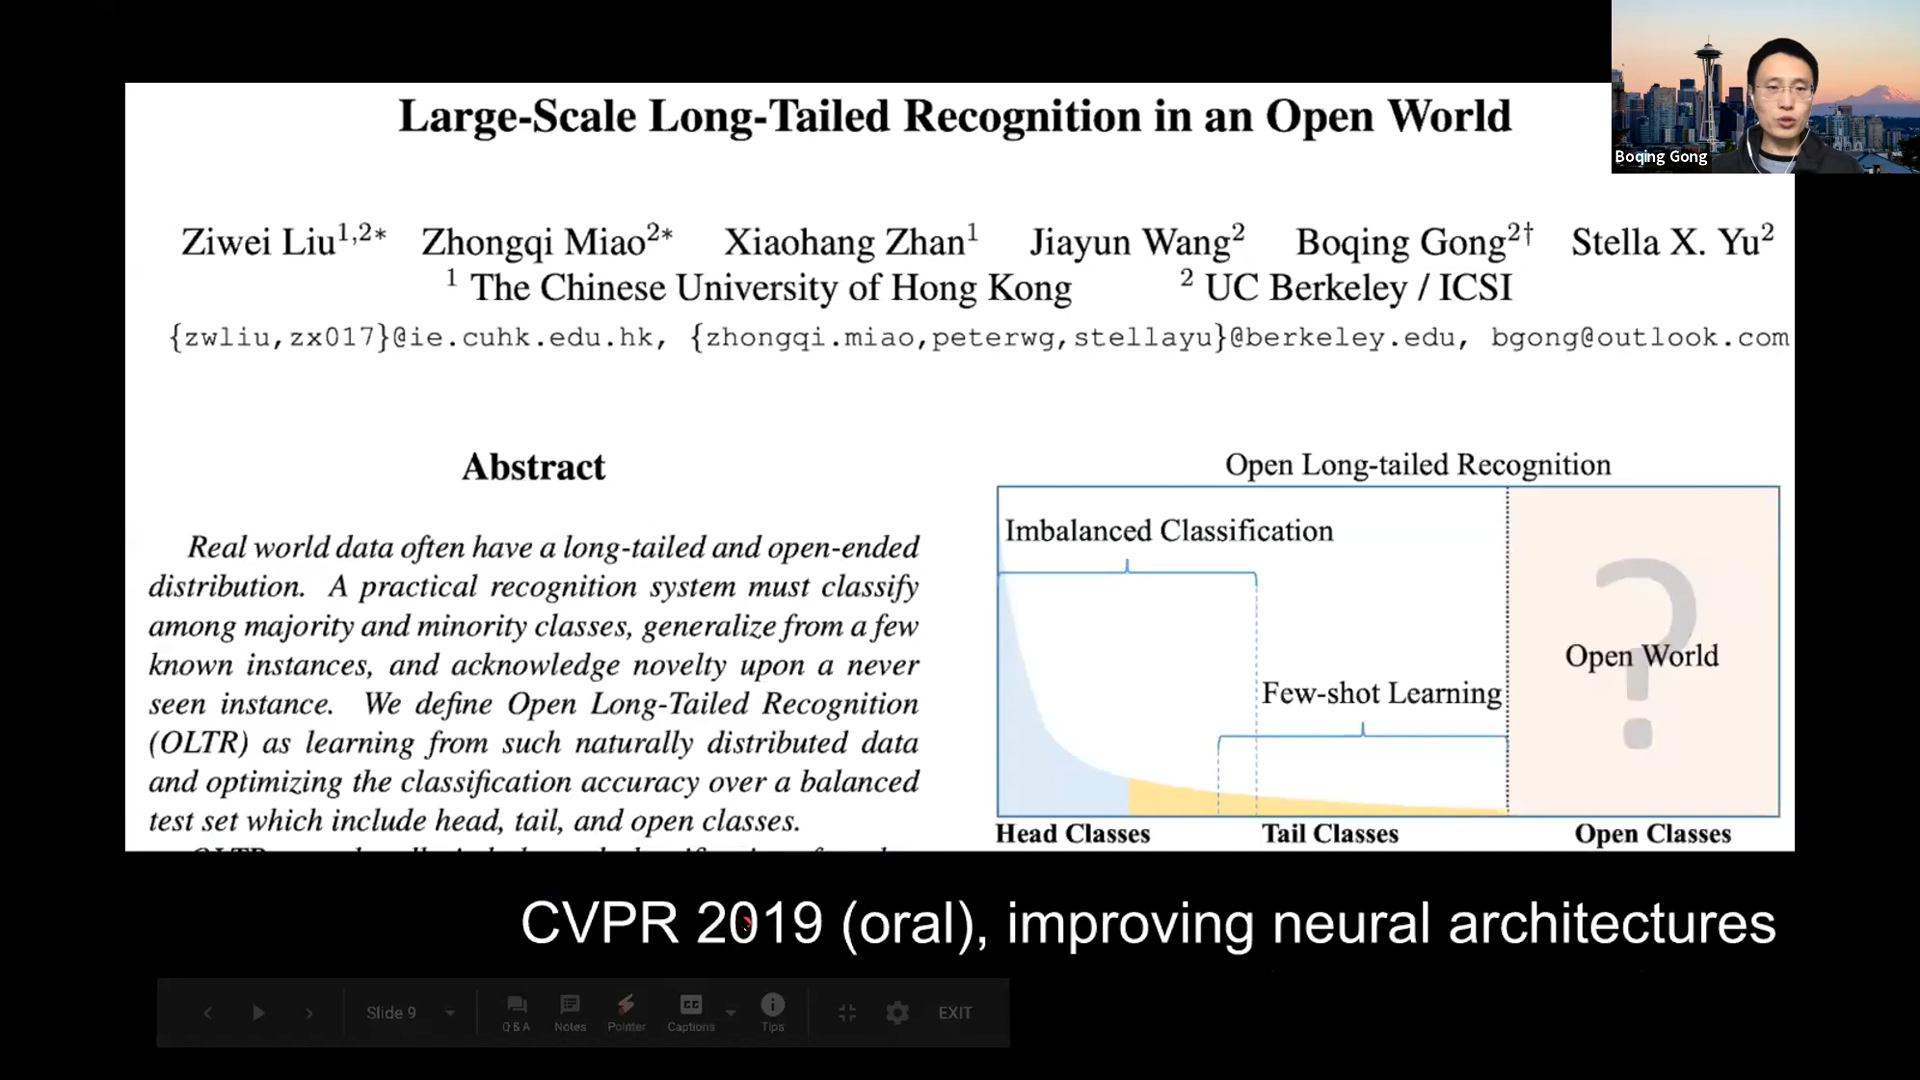 Large-Scale Long-Tailed Recognition in an Open World
Boqing Gong
Ziwei Liu1,2* Zhongqi Miao2* Xiaohang Zhan1 Jiayun Wang2 Boqing Gong2† Stella X. Yu2
1 The Chinese University of Hong Kong 2 UC Berkeley / ICSI
{zwliu,zx017}@ie.cuhk.edu.hk, {zhongqi.miao,peterwg,stellayu}@berkeley.edu, bgong@outlook.com
Abstract
Real world data often have a long-tailed and open-ended
distribution. A practical recognition system must classify
among majority and minority classes, generalize from a few
known instances, and acknowledge novelty upon a never
seen instance. We define Open Long-Tailed Recognition
(OLTR) as learning from such naturally distributed data
and optimizing the classification accuracy over a balanced
test set which include head, tail, and open classes.
Open Long-tailed Recognition
Imbalanced Classification
?
Open World
Few-shot Learning
Head Classes Tail Classes Open Classes
CVPR 2019 (oral), improving neural architectures
Slide 9
Q & A Notes Pointer CC Captions Tips EXIT